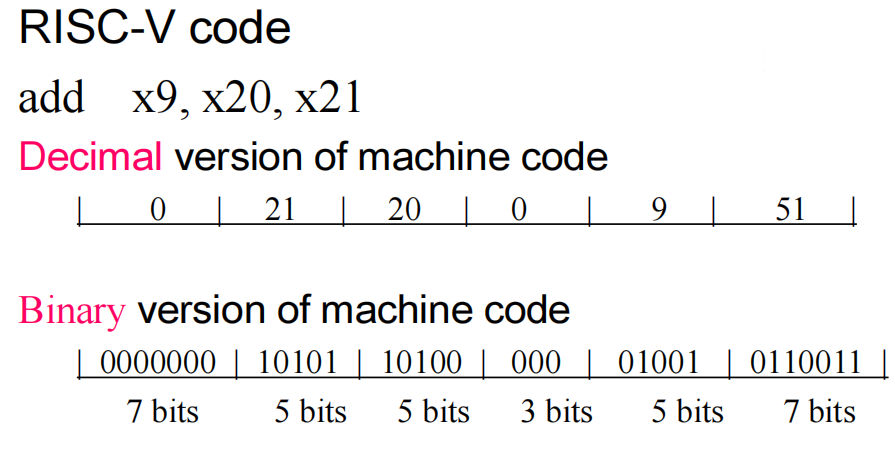 RISC-V code
add x9, x20, x21
Decimal version of machine code
| 0 | 21 | 20 | 0 | 9 | 51 |
Binary version of machine code
| 0000000 | 10101 | 10100 | 000 | 01001 | 0110011 |
7 bits 5 bits 5 bits 3 bits 5 bits 7 bits